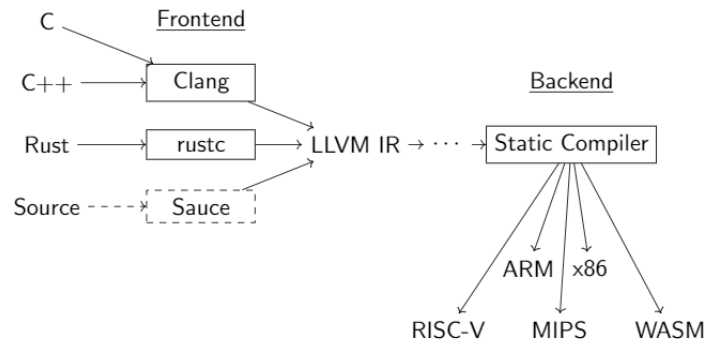 C
Frontend
C++
Clang
Backend
Rust
rustc
LLVM IR
···
Static Compiler
Source
Sauce
ARM
x86
RISC-V
MIPS
WASM